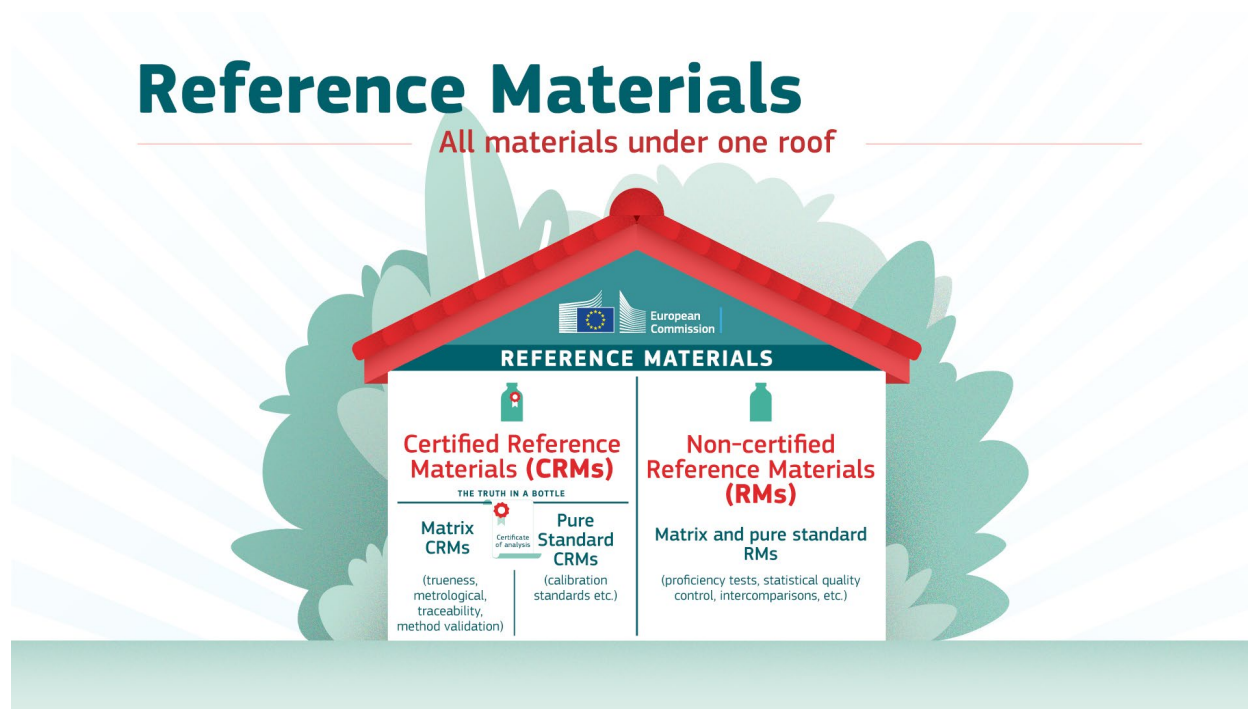 Reference Materials
All materials under one roof
European
Commission
REFERENCE MATERIALS
Certified Reference
Materials (CRMs)
THE TRUTH IN A BOTTLE
Matrix
CRMs
(trueness,
metrological,
traceability,
method validation)
Certificate
of analysis
Pure
Standard
CRMs
(calibration
standards etc.)
Non-certified
Reference Materials
(RMs)
Matrix and pure standard
RMs
(proficiency tests, statistical quality
control, intercomparisons, etc.)